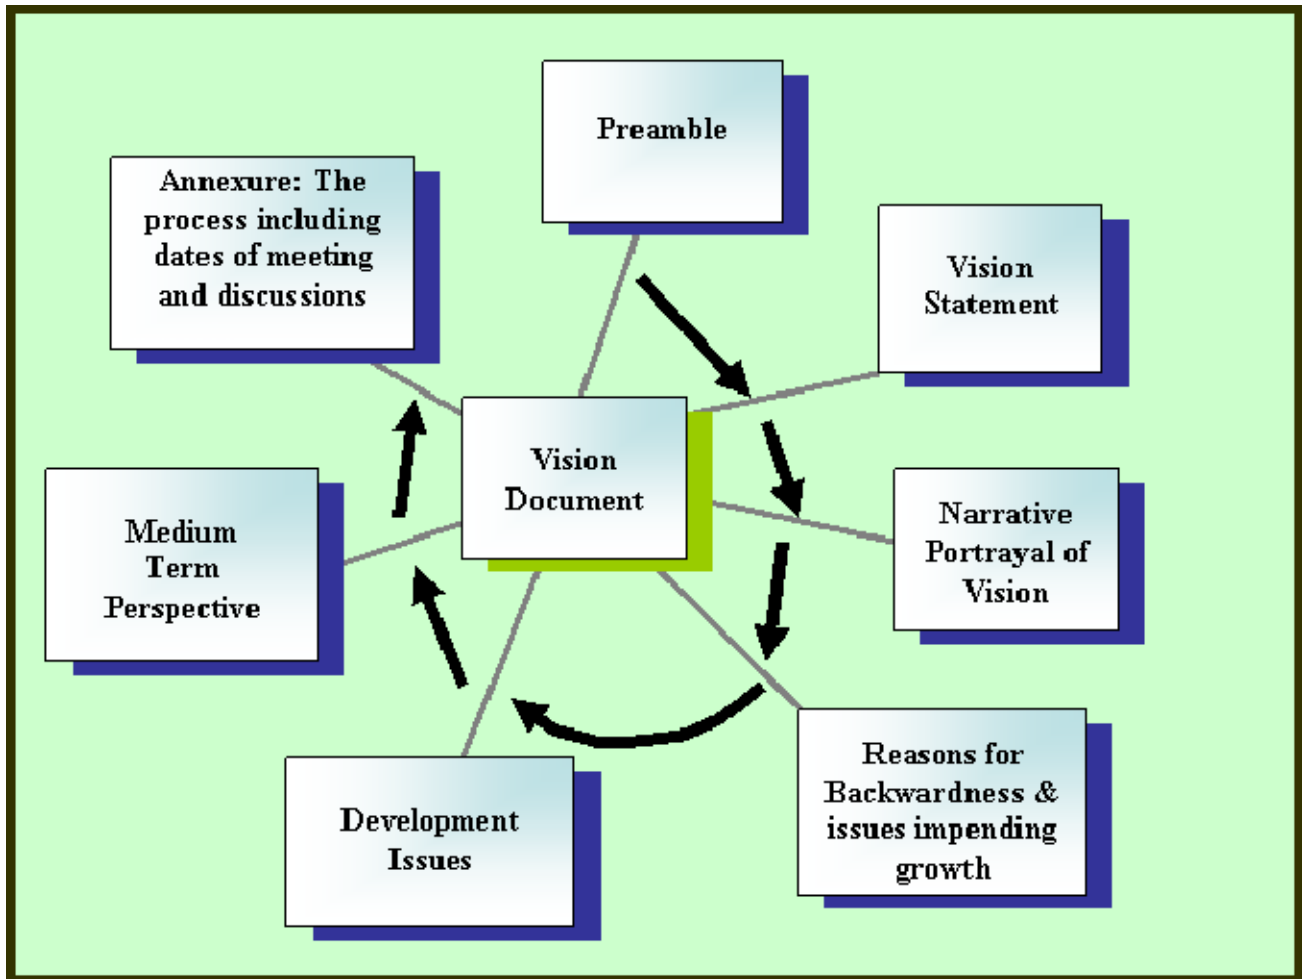 Preamble
Annexure: The
process including
dates of meeting
and discussions
Vision
Statement
Vision
Document
Medium
Term
Perspective
Narrative
Portrayal of
Vision
Development
Issues
Reasons for
Backwardness &
issues impending
growth